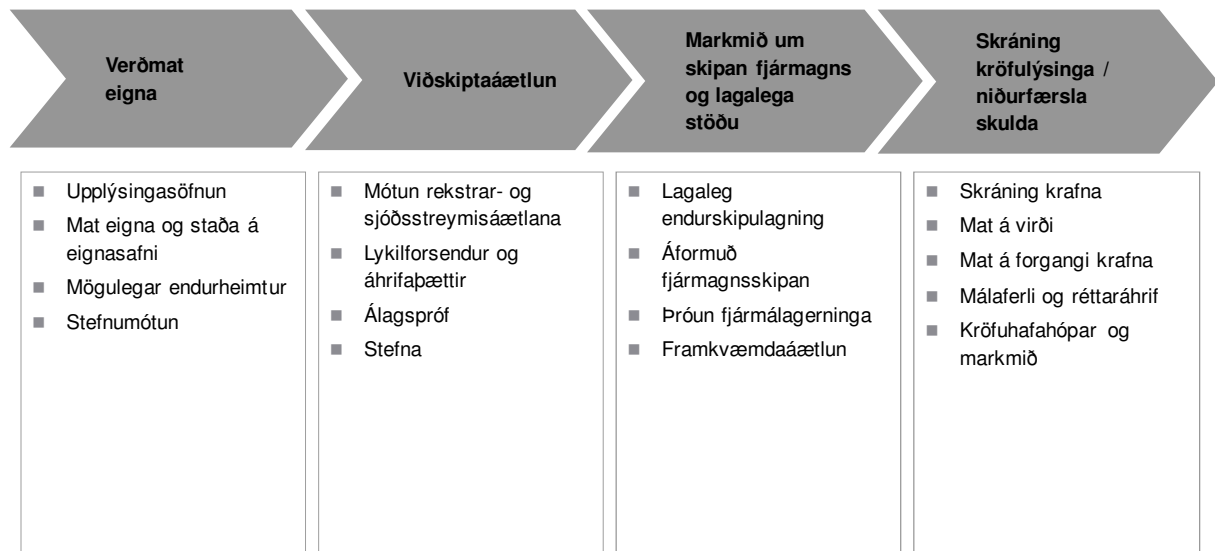 Verðmat
eigna
Viðskiptaáætlun
Markmið um
skipan fjármagns
og lagalega
stöðu
Skráning
kröfulýsinga /
niðurfærsla
skulda
Upplýsingasöfnun
Mat eigna og staða á
eignasafni
Mögulegar endurheimtur
Stefnumótun
Mótun rekstrar- og
sjóðsstreymisáætlana
Lykilforsendur og
áhrifaþættir
Álagspróf
Stefna
Lagaleg
endurskipulagning
Áformuð
fjármagnsskipan
Þróun fjármálagerninga
Framkvæmdaáætlun
Skráning krafna
Mat á virði
Mat á forgangi krafna
Málaferli og réttaráhrif
Kröfuhafahópar og
markmið